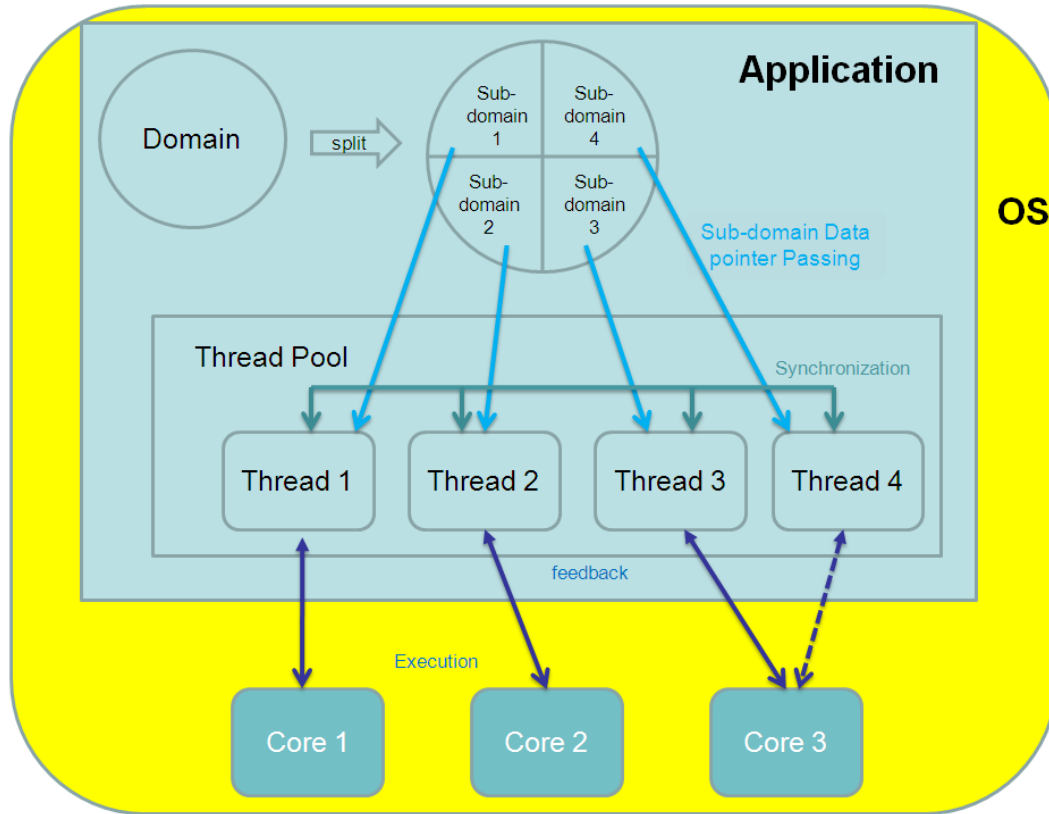 Application
Domain
split
Sub-
domain
1
Sub-
domain
4
Sub-
domain
2
Sub-
domain
3
OS
Sub-domain Data
pointer Passing
Thread Pool
Synchronization
Thread 1
Thread 2
Thread 3
Thread 4
feedback
Execution
Core 1
Core 2
Core 3